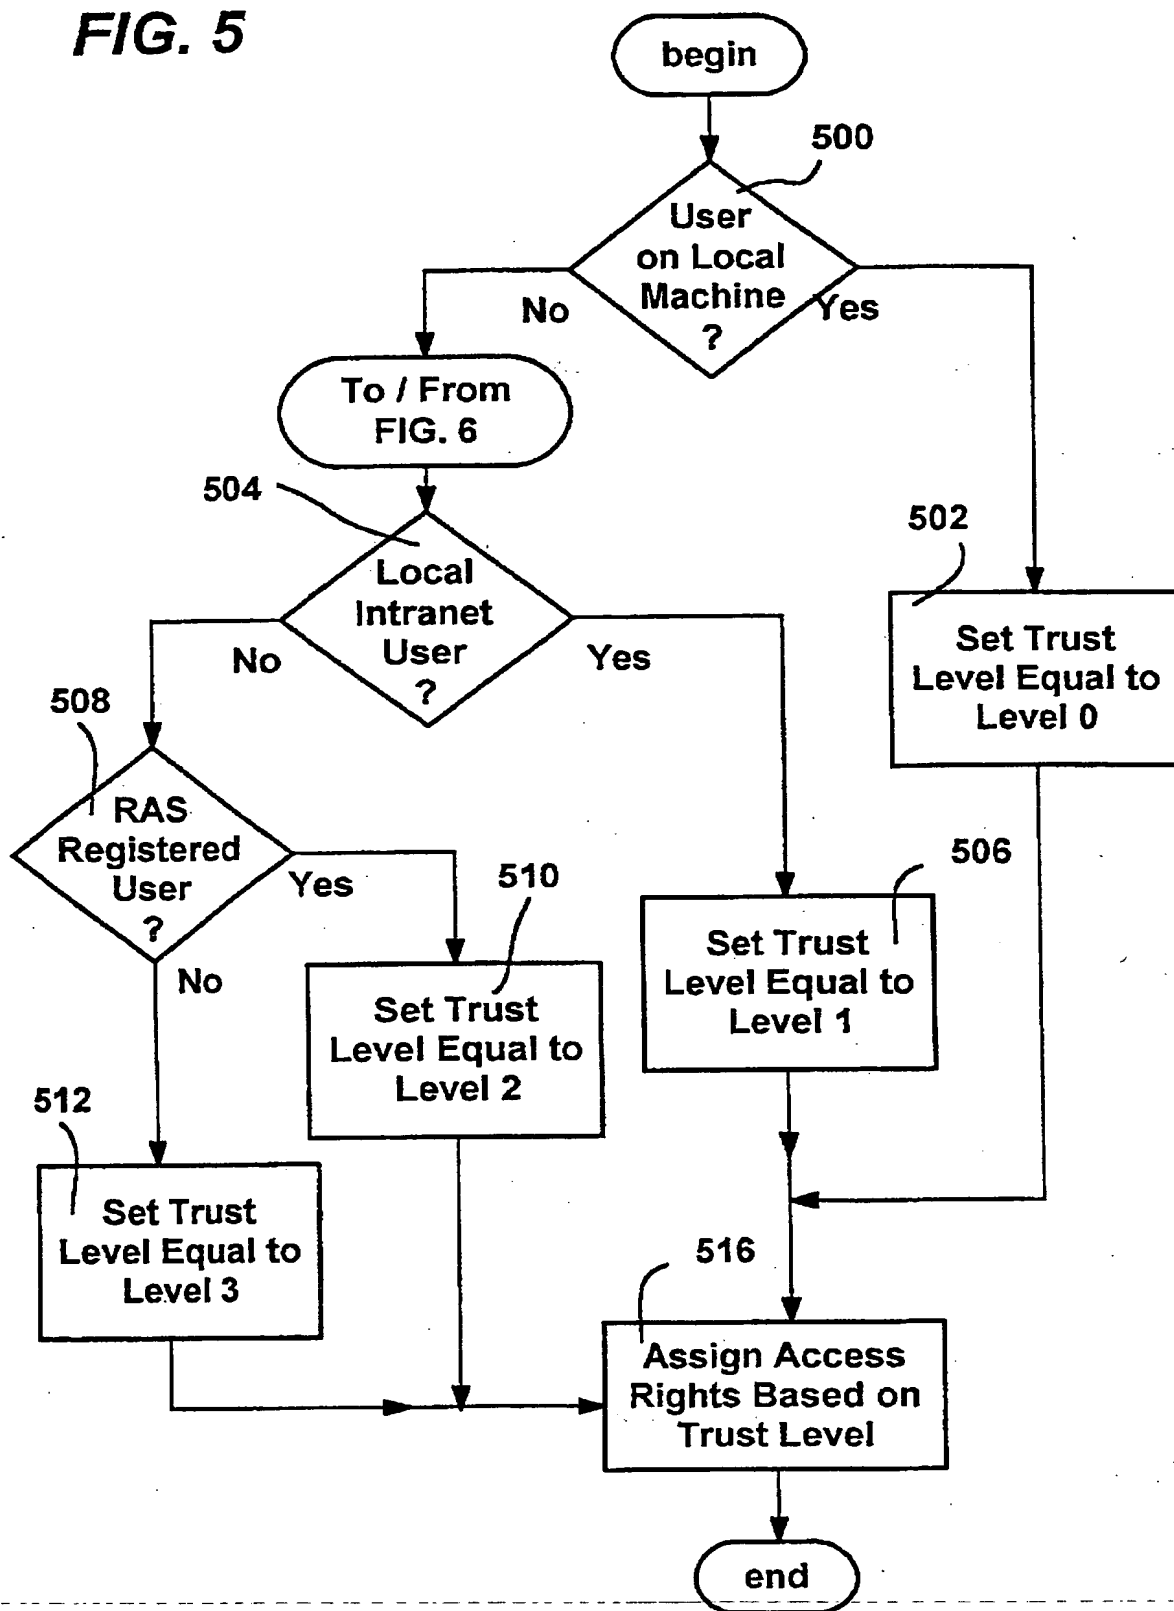 FIG. 5
begin
500
User
on Local
Machine
?
No
Yes
To / From
FIG. 6
504
Local
Intranet
User
?
No
Yes
502
Set Trust
Level Equal to
Level 0
508
RAS
Registered
User
?
Yes
No
510
Set Trust
Level Equal to
Level 2
506
Set Trust
Level Equal to
Level 1
512
Set Trust
Level Equal to
Level 3
516
Assign Access
Rights Based on
Trust Level
end